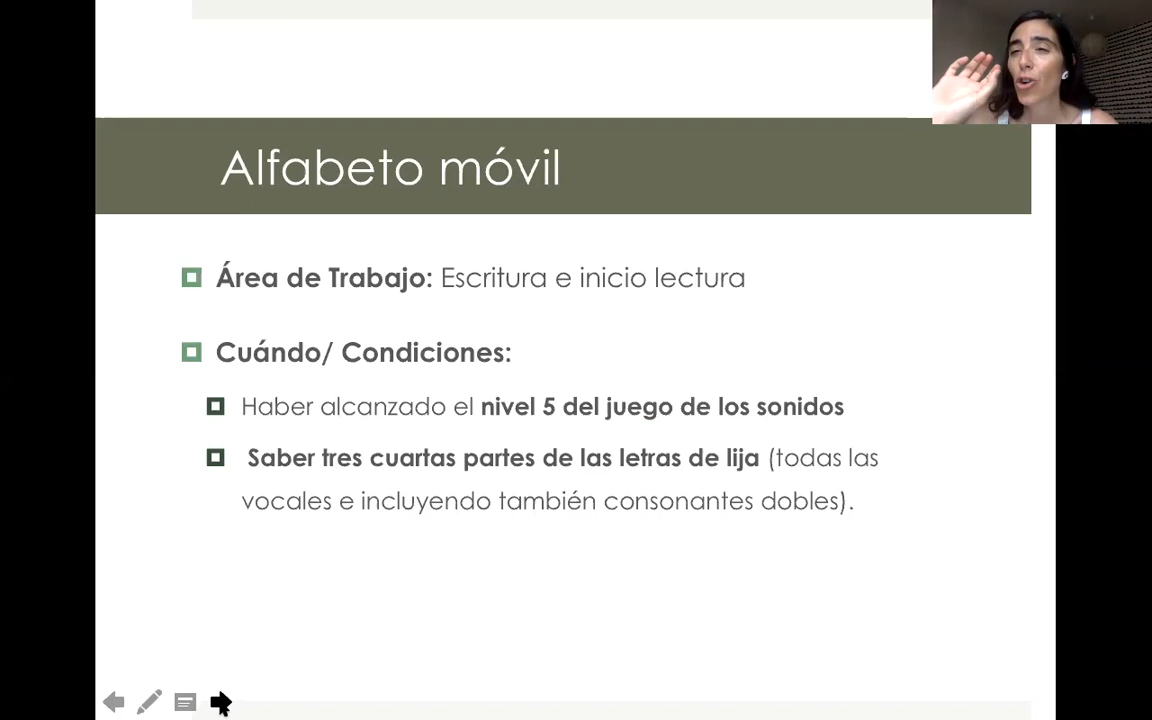 Alfabeto móvil
Área de Trabajo: Escritura e inicio lectura
Cuándo/ Condiciones:
Haber alcanzado el nivel 5 del juego de los sonidos
Saber tres cuartas partes de las letras de lija (todas las
vocales e incluyendo también consonantes dobles).